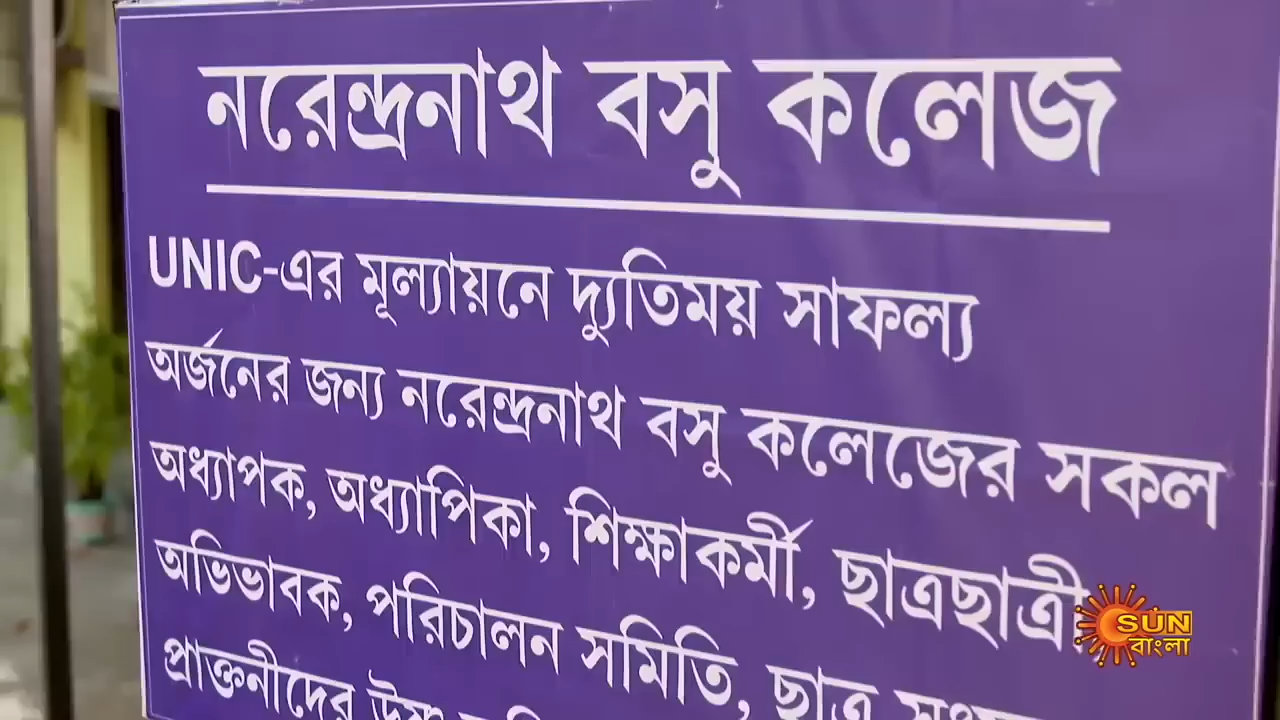 নরেন্দ্রনাথ বসু কলেজ
UNIC-এর মূল্যায়নে দ্যুতিময় সাফল্য
অর্জনের জন্য নরেন্দ্রনাথ বসু কলেজের সকল
অধ্যাপক, অধ্যাপিকা, শিক্ষাকর্মী, ছাত্রছাত্রী
অভিভাবক, পরিচালন সমিতি, ছাত্র
প্রাক্তনীদের
SUN
বাংলা